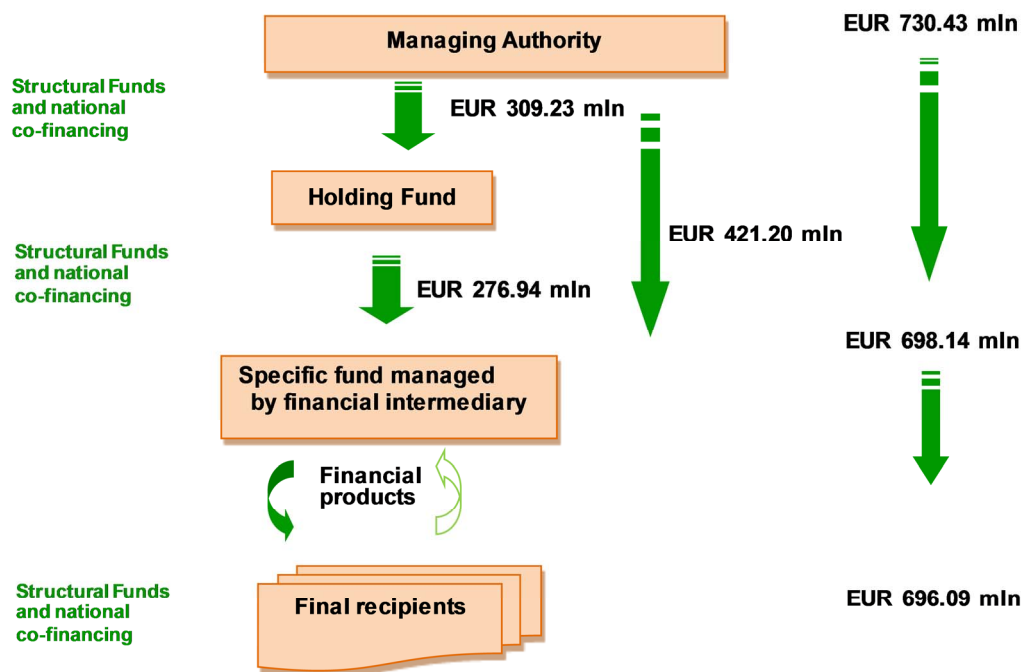 Managing Authority
EUR 730.43 mln
Structural Funds
and national
co-financing
EUR 309.23 mln
Holding Fund
EUR 421.20 mln
Structural Funds
and national
co-financing
EUR 276.94 mln
EUR 698.14 mln
Specific fund managed
by financial intermediary
Financial
products
Structural Funds
and national
co-financing
Final recipients
EUR 696.09 mln